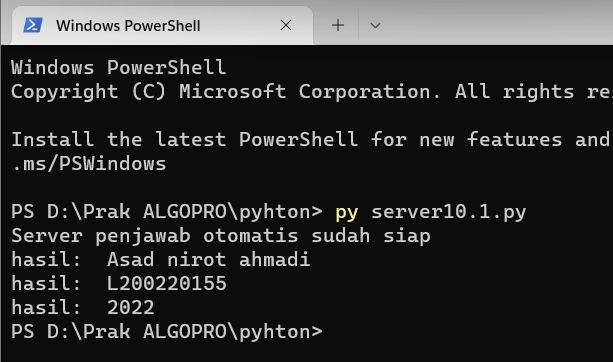 Windows PowerShell
Windows PowerShell
Copyright (C) Microsoft Corporation. All rights
Install the latest PowerShell for new features and
.ms/PSWindows
PS D:\Prak ALGOPRO\pyhton> py server10.1.py
Server penjawab otomatis sudah siap
hasil:  Asad nirot ahmadi
hasil:  L200220155
hasil:  2022
PS D:\Prak ALGOPRO\pyhton>